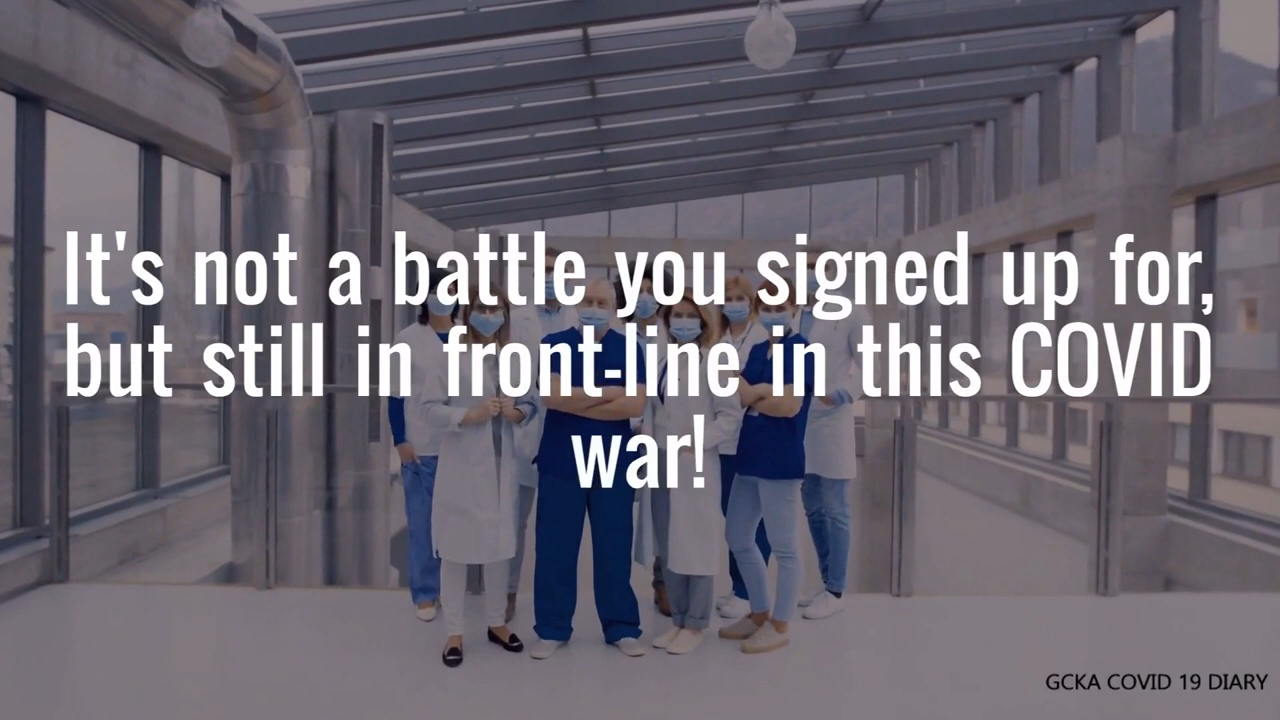 It's not a battle you signed up for,
but still in front-line in this COVID
war!
GCKA COVID 19 DIARY